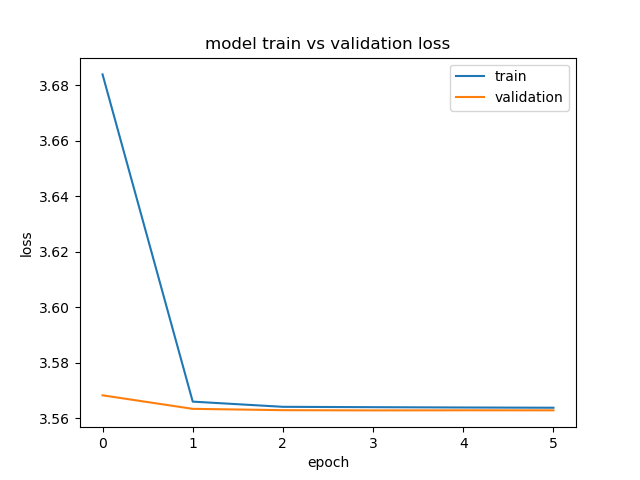 model train vs validation loss
train
validation
3.68
3.66
3.64
3.62
3.60
3.58
3.56
loss
0 1 2 3 4 5
epoch